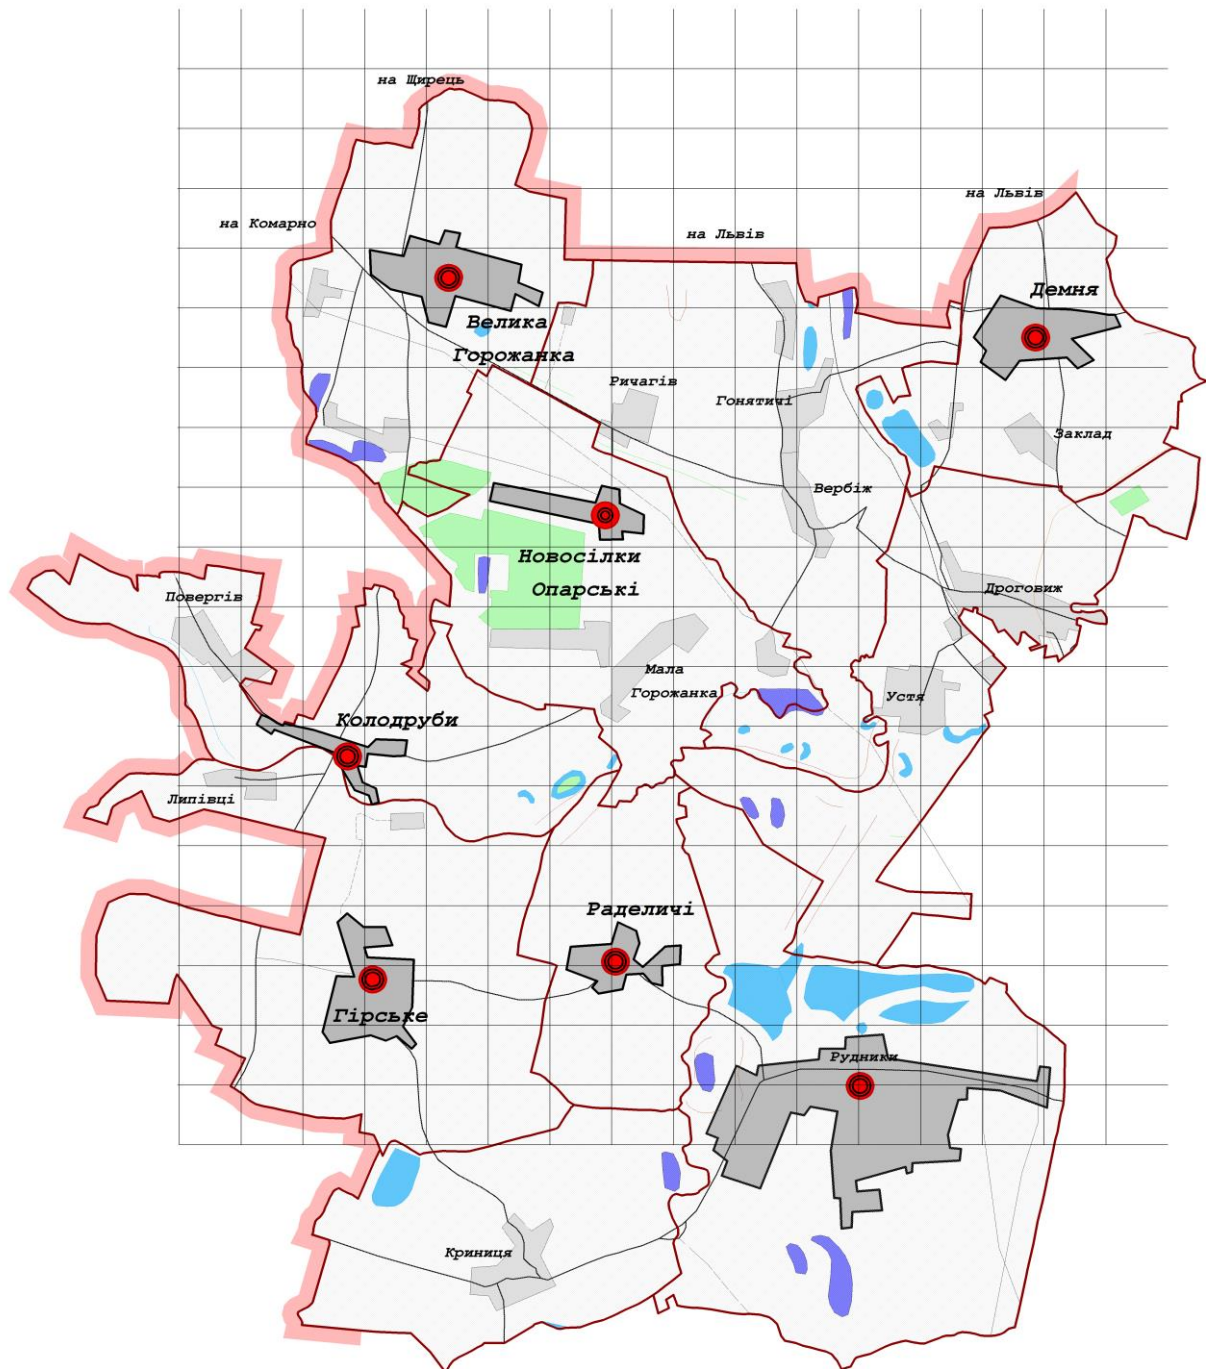 на Щирець
на Львів
на Комарно
на Львів
Демня
Велика
Горожанка
Ричагів
Гонятичі
Заклад
Вербіж
Новосілки
Опарські
Повергів
Дроговиж
Мала
Горожанка
Устя
Колодруби
Липівці
Раделичі
Гірське
Рудники
Криниця